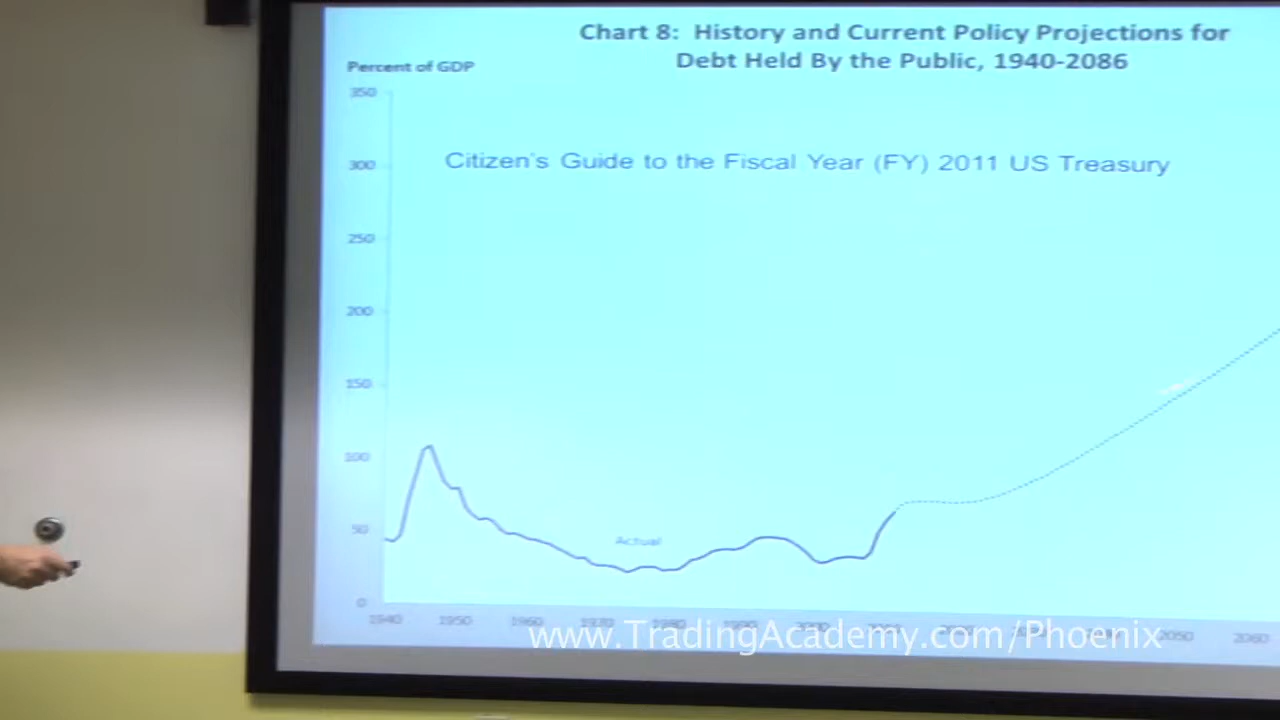 Chart 8: History and Current Policy Projections for
Debt Held By the Public, 1940-2086
Percent of GDP
350
300
Citizen's Guide to the Fiscal Year (FY) 2011 US Treasury
250
200
150
100
50
Actual
0
1940 1950 1960 1970 1980 1990 2000 2010 2020 2050 2060
www.TradingAcademy.com/Phoenix